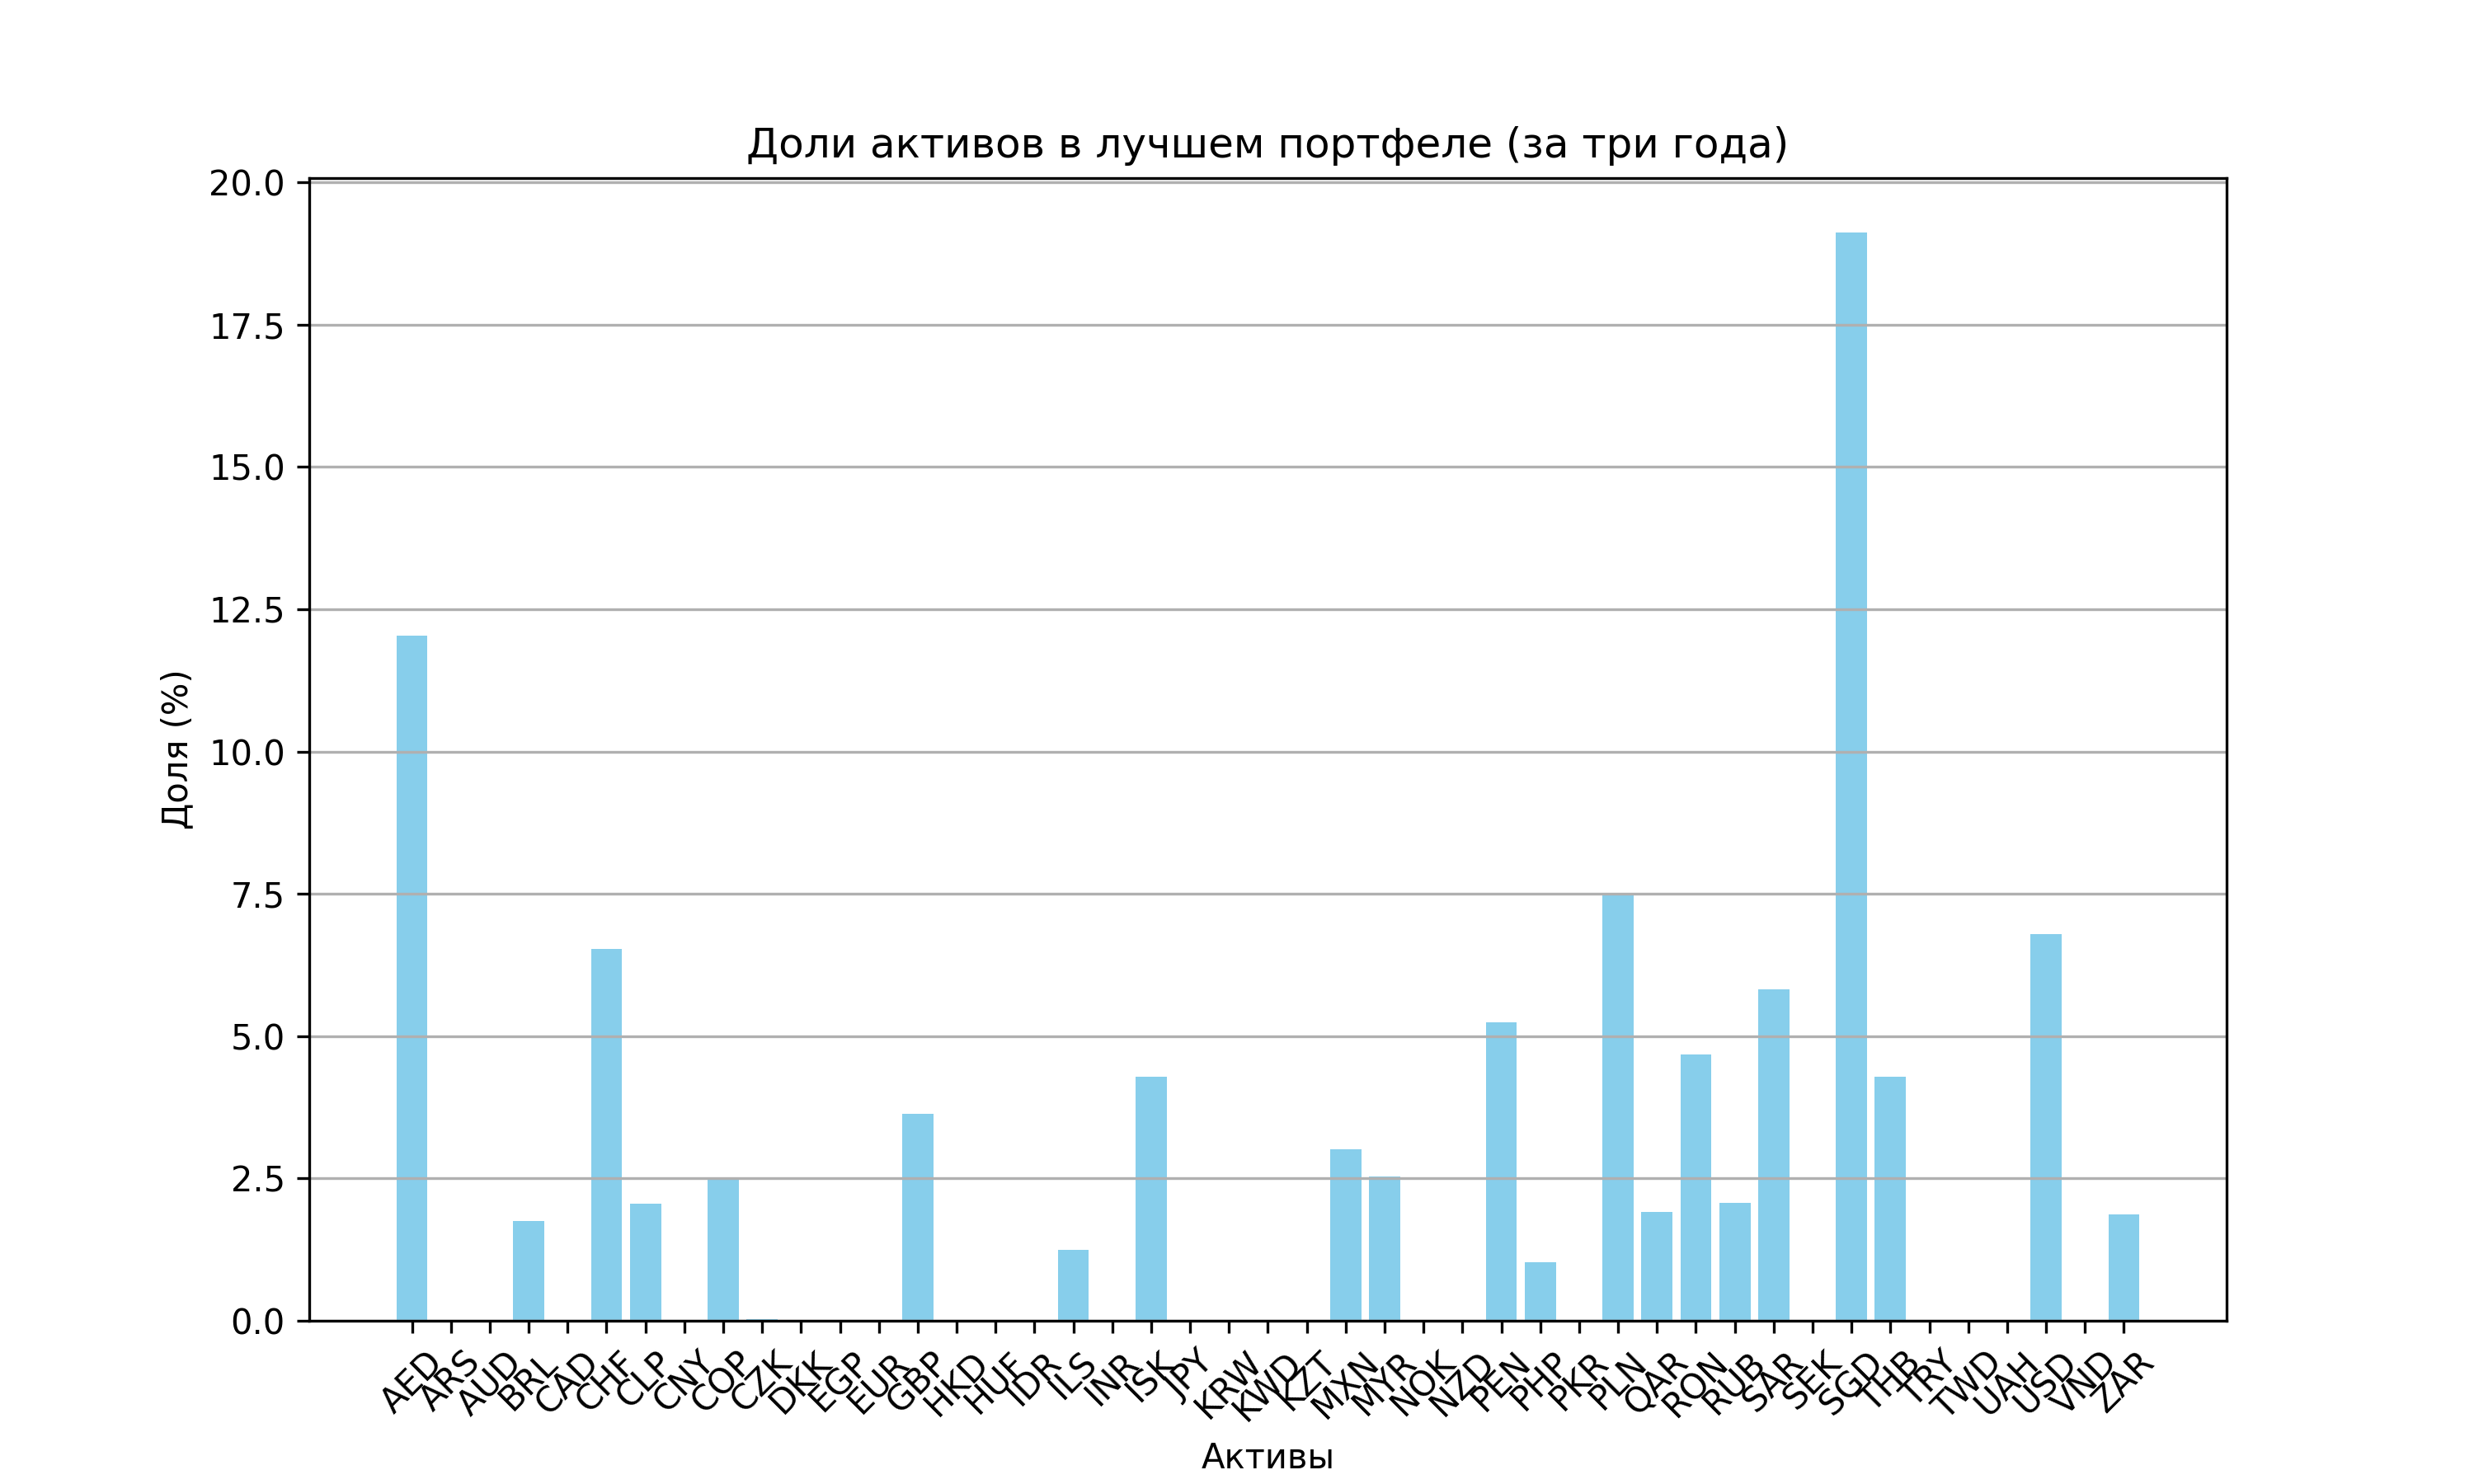 Доли активов в лучшем портфеле (за три года)
20.0
17.5
15.0
12.5
10.0
7.5
5.0
2.5
0.0
Доля (%)
AED
ARS
AUD
BRL
CAD
CHF
CLP
CNY
COP
CZK
DKK
EGP
EUR
GBP
HKD
HUF
IDR
ILS
INR
ISK
JPY
KRW
KWD
KZT
MXN
MYR
NOK
NZD
PEN
PHP
PKR
PLN
QAR
RON
RUB
SAR
SEK
SGD
THB
TRY
TWD
UAH
USD
VND
ZAR
Активы